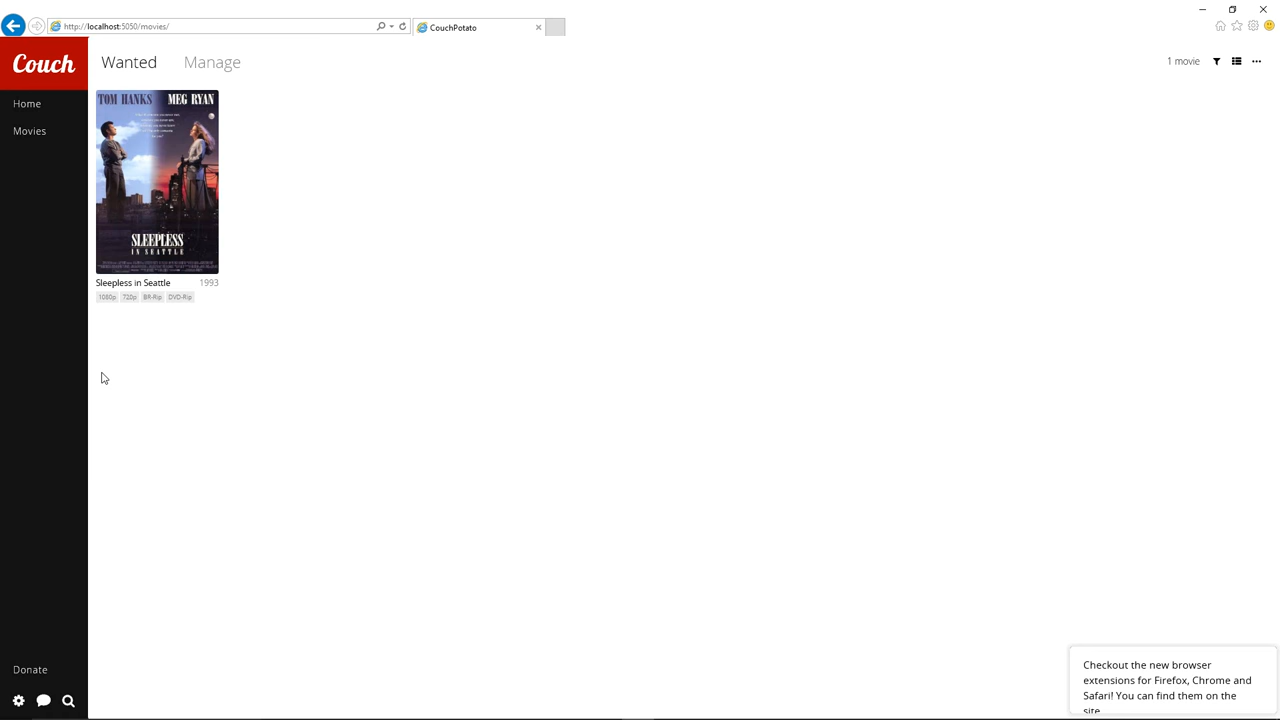 http://localhost:5050/movies/
CouchPotato
Couch
Wanted
Manage
1 movie
Home
Movies
TOM HANKS MEG RYAN
SLEEPLESS
IN SEATTLE
Sleepless in Seattle 1993
1080p 720p BR-Rip DVD-Rip
Donate
Checkout the new browser
extensions for Firefox, Chrome and
Safari! You can find them on the
site